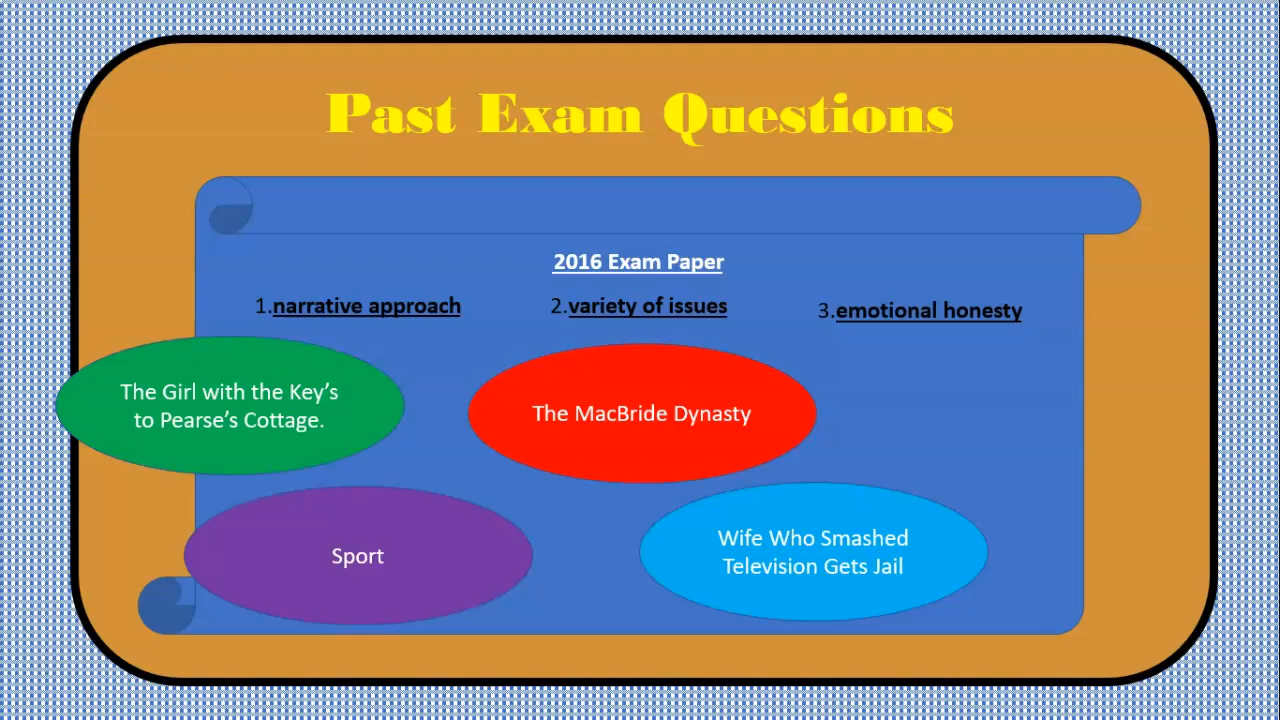 Past Exam Questions
2016 Exam Paper
1.narrative approach
2.variety of issues
3.emotional honesty
The Girl with the Key’s
to Pearse’s Cottage.
The MacBride Dynasty
Sport
Wife Who Smashed
Television Gets Jail